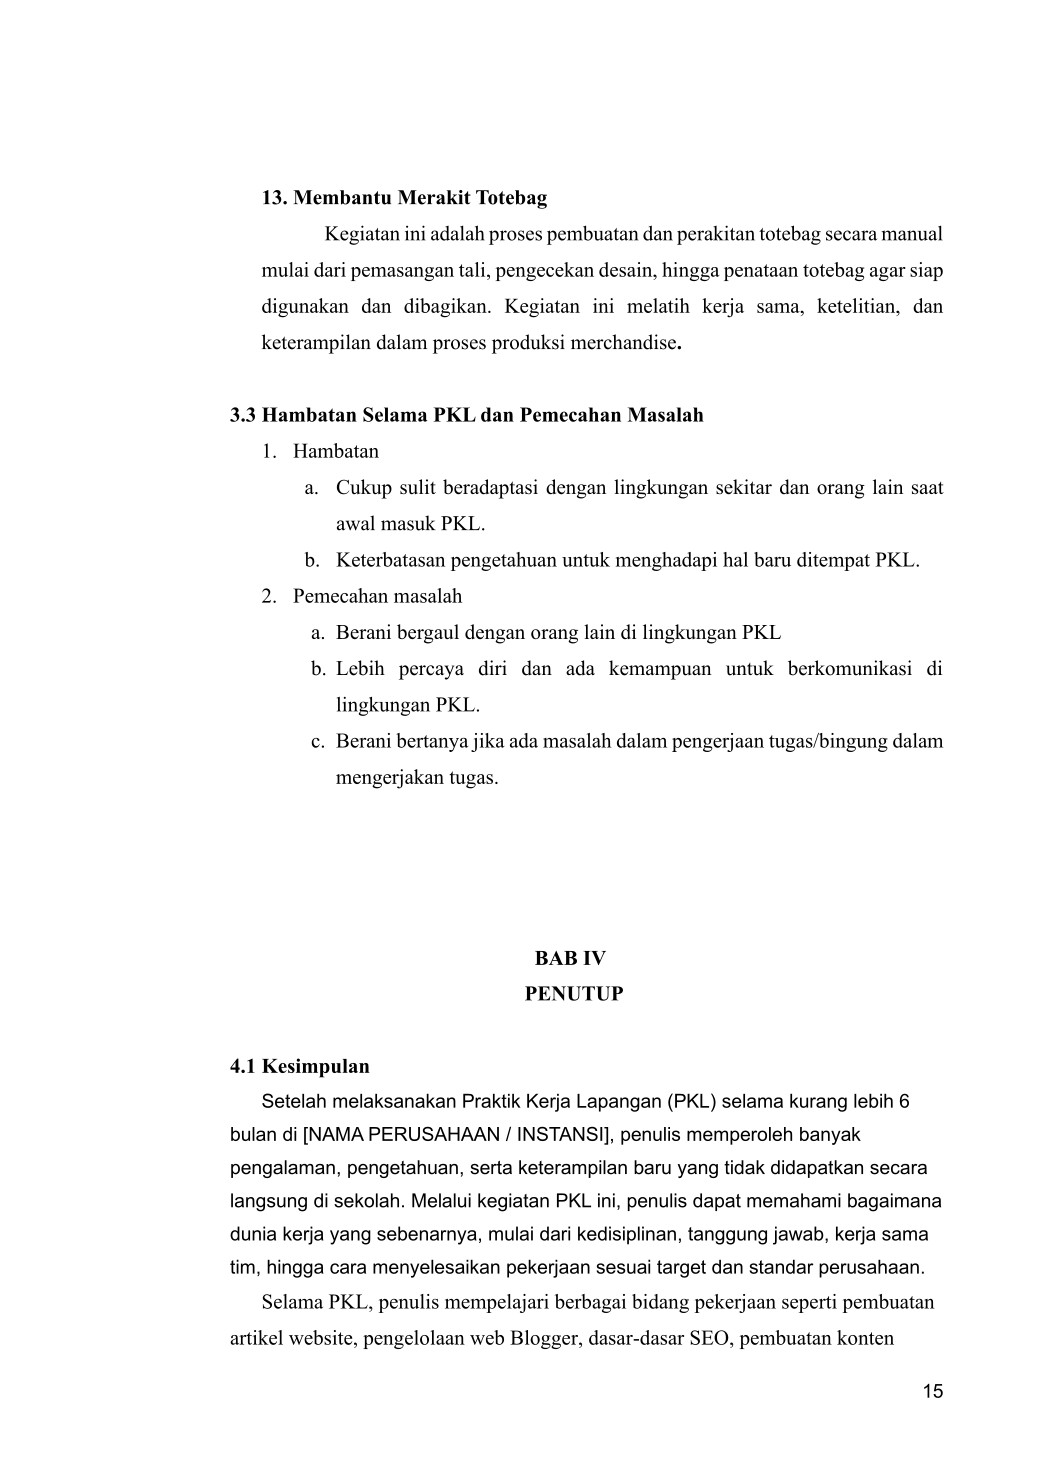 13. Membantu Merakit Totebag
Kegiatan ini adalah proses pembuatan dan perakitan totebag secara manual
mulai dari pemasangan tali, pengecekan desain, hingga penataan totebag agar siap
digunakan dan dibagikan. Kegiatan ini melatih kerja sama, ketelitian, dan
keterampilan dalam proses produksi merchandise.
3.3 Hambatan Selama PKL dan Pemecahan Masalah
1. Hambatan
a. Cukup sulit beradaptasi dengan lingkungan sekitar dan orang lain saat
awal masuk PKL.
b. Keterbatasan pengetahuan untuk menghadapi hal baru ditempat PKL.
2. Pemecahan masalah
a. Berani bergaul dengan orang lain di lingkungan PKL
b. Lebih percaya diri dan ada kemampuan untuk berkomunikasi di
lingkungan PKL.
c. Berani bertanya jika ada masalah dalam pengerjaan tugas/bingung dalam
mengerjakan tugas.
BAB IV
PENUTUP
4.1 Kesimpulan
Setelah melaksanakan Praktik Kerja Lapangan (PKL) selama kurang lebih 6
bulan di [NAMA PERUSAHAAN / INSTANSI], penulis memperoleh banyak
pengalaman, pengetahuan, serta keterampilan baru yang tidak didapatkan secara
langsung di sekolah. Melalui kegiatan PKL ini, penulis dapat memahami bagaimana
dunia kerja yang sebenarnya, mulai dari kedisiplinan, tanggung jawab, kerja sama
tim, hingga cara menyelesaikan pekerjaan sesuai target dan standar perusahaan.
Selama PKL, penulis mempelajari berbagai bidang pekerjaan seperti pembuatan
artikel website, pengelolaan web Blogger, dasar-dasar SEO, pembuatan konten
15